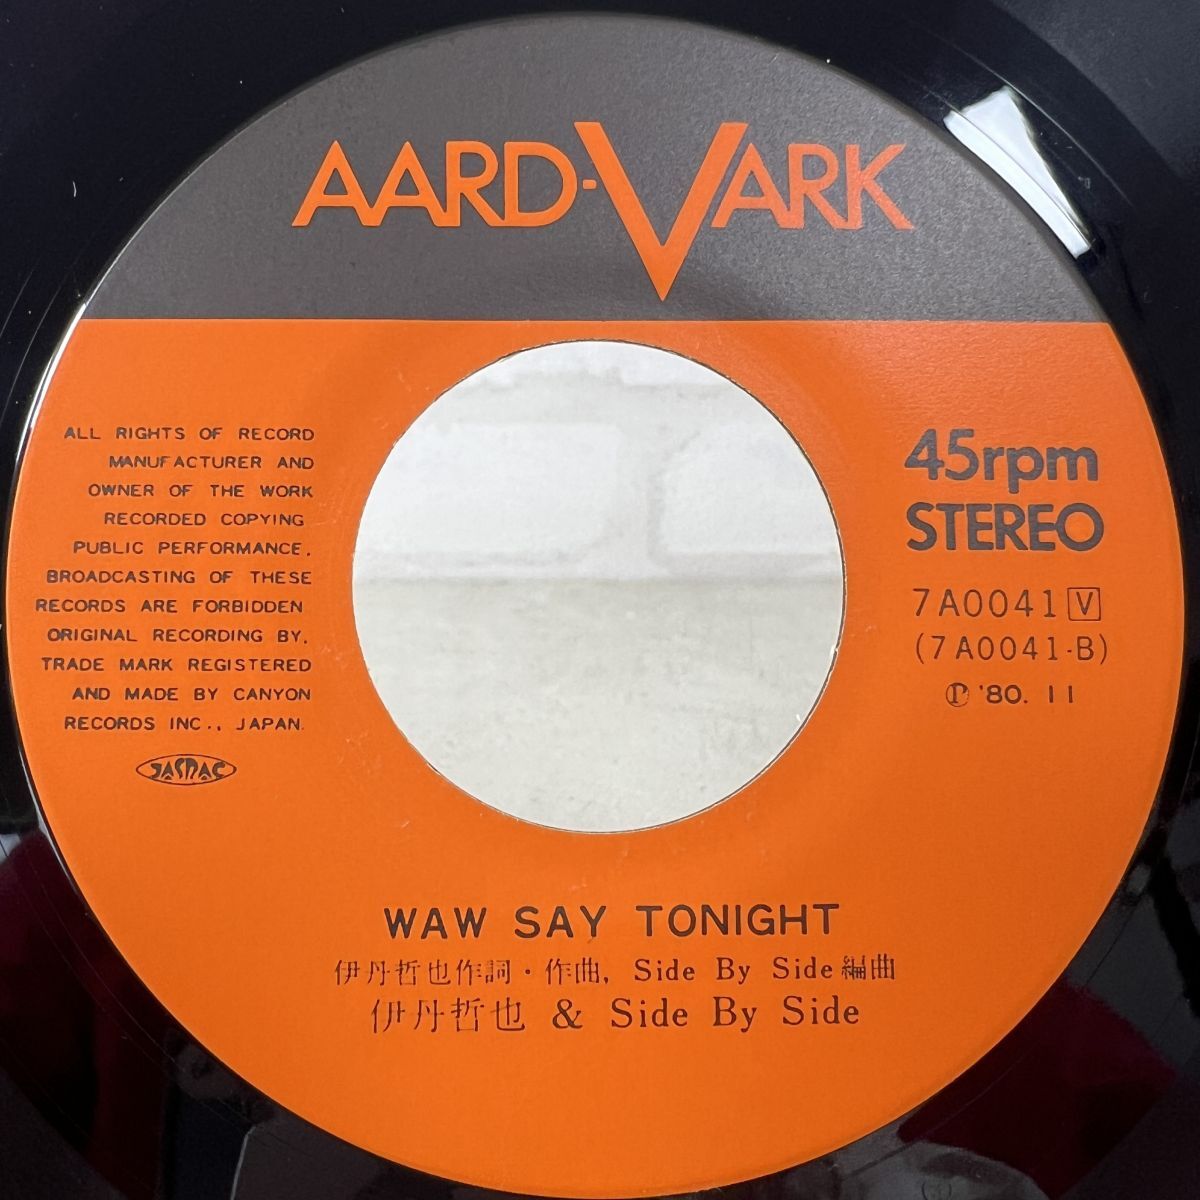 AARD-VARK
ALL RIGHTS OF RECORD
MANUFACTURER AND
OWNER OF THE WORK
RECORDED COPYING
PUBLIC PERFORMANCE.
BROADCASTING OF THESE
RECORDS ARE FORBIDDEN
ORIGINAL RECORDING BY.
TRADE MARK REGISTERED
AND MADE BY CANYON
RECORDS INC., JAPAN.
JASRAC
45rpm
STEREO
7A0041 V
(7A0041-B)
Ⓟ '80. 11
WAW SAY TONIGHT
伊丹哲也作詞・作曲, Side By Side編曲
伊丹哲也 & Side By Side